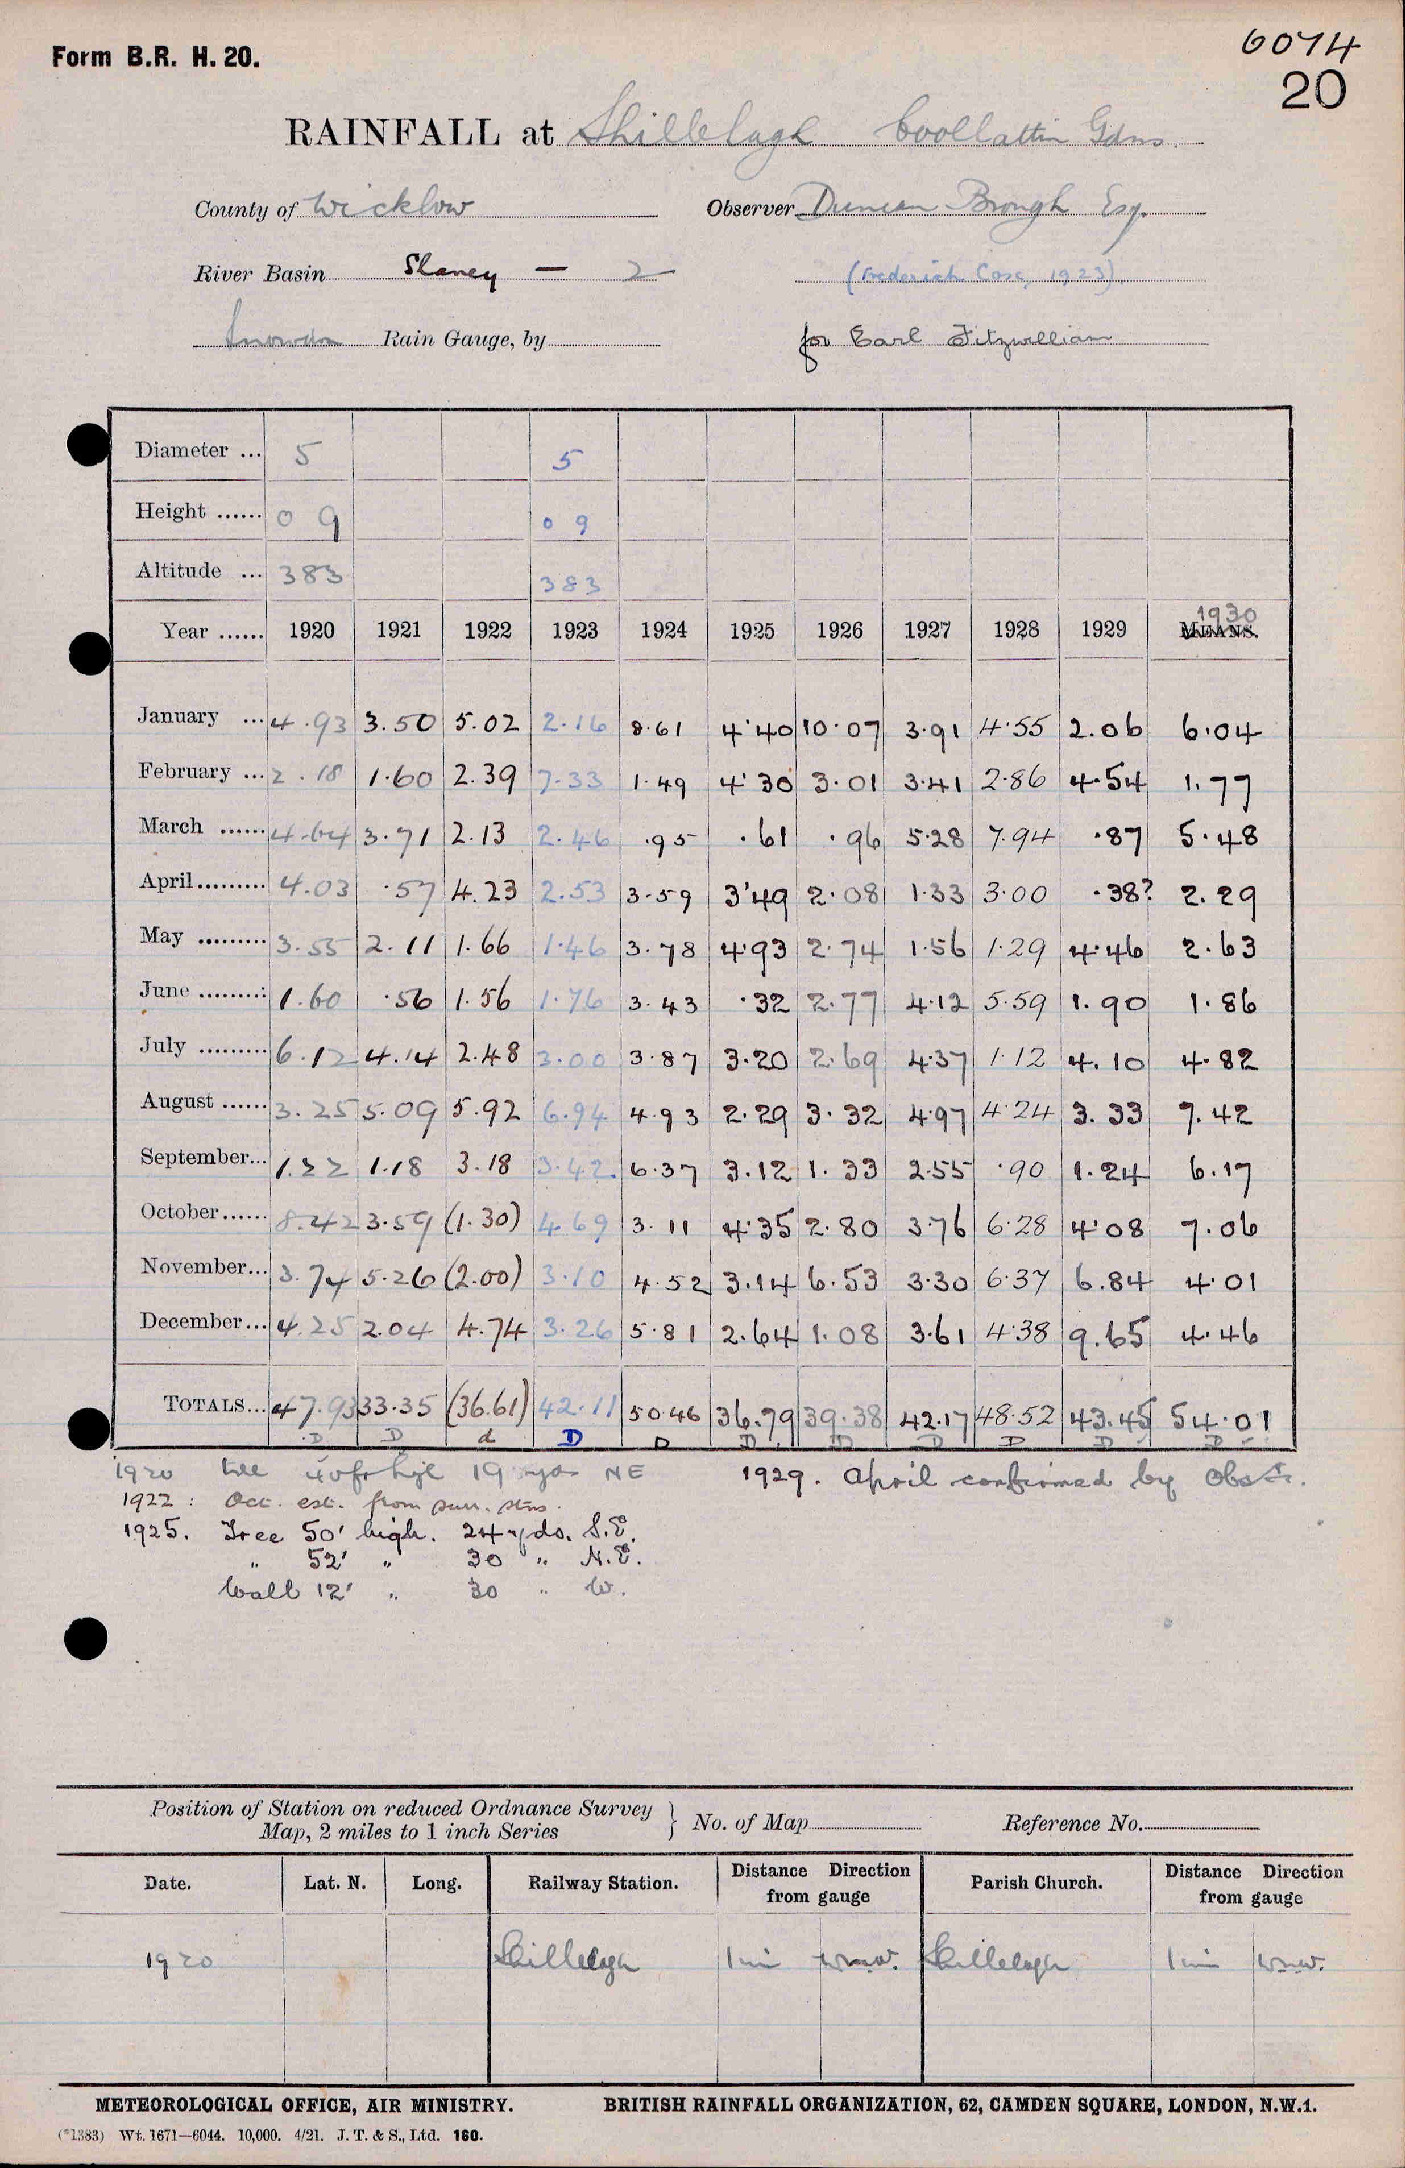 Form B.R. H. 20.
6074
20
RAINFALL at Shillelagh Coollattin Gdns.
County of Wicklow Observer Duncan Brough Esq.
River Basin Slaney — 2 (Frederick Case, 1923)
Snowdon Rain Gauge, by for Earl Fitzwilliam
Diameter ... 5 5
Height ...... 0 9 0 9
Altitude ... 383 383
Year ...... 1920 1921 1922 1923 1924 1925 1926 1927 1928 1929 MEANS. 1930
January ... 4.93 3.50 5.02 2.16 8.61 4.40 10.07 3.91 4.55 2.06 6.04
February ... 2.18 1.60 2.39 7.33 1.49 4.30 3.01 3.41 2.86 4.54 1.77
March ...... 4.64 3.71 2.13 2.46 .95 .61 .96 5.28 7.94 .87 5.48
April......... 4.03 .57 4.23 2.53 3.59 3.49 2.08 1.33 3.00 .38? 2.29
May ......... 3.55 2.11 1.66 1.46 3.78 4.93 2.74 1.56 1.29 4.46 2.63
June ......... 1.60 .56 1.56 1.76 3.43 .32 2.77 4.12 5.59 1.90 1.86
July ......... 6.12 4.14 2.48 3.00 3.87 3.20 2.69 4.37 1.12 4.10 4.82
August ...... 3.25 5.09 5.92 6.94 4.93 2.29 3.32 4.97 4.24 3.33 7.42
September... 1.22 1.18 3.18 3.42. 6.37 3.12 1.33 2.55 .90 1.24 6.17
October...... 8.42 3.59 (1.30) 4.69 3.11 4.35 2.80 3.76 6.28 4.08 7.06
November... 3.74 5.26 (2.00) 3.10 4.52 3.14 6.53 3.30 6.37 6.84 4.01
December... 4.25 2.04 4.74 3.26 5.81 2.64 1.08 3.61 4.38 9.65 4.46
TOTALS... 47.93 33.35 (36.61) 42.11 50.46 36.79 39.38 42.17 48.52 43.45 54.01
D D d D D D D D D D D
1920 tree 40ft hige 19 yds NE 1929. April confirmed by Obsr.
1922 : Oct. est. from surr. stns.
1925. Tree 50' high. 24 yds. S.E.
" 52' " 30 " N.E.
Wall 12' " 30 " W.
Position of Station on reduced Ordnance Survey
Map, 2 miles to 1 inch Series } No. of Map Reference No.
Date. Lat. N. Long. Railway Station. Distance Direction from gauge Parish Church. Distance Direction from gauge
1920 Shillelagh 1 mi WNW. Shillelagh 1 mi WNW.
METEOROLOGICAL OFFICE, AIR MINISTRY. BRITISH RAINFALL ORGANIZATION, 62, CAMDEN SQUARE, LONDON, N.W.1.
(*1383) Wt. 1671—6044. 10,000. 4/21. J. T. & S., Ltd. 160.